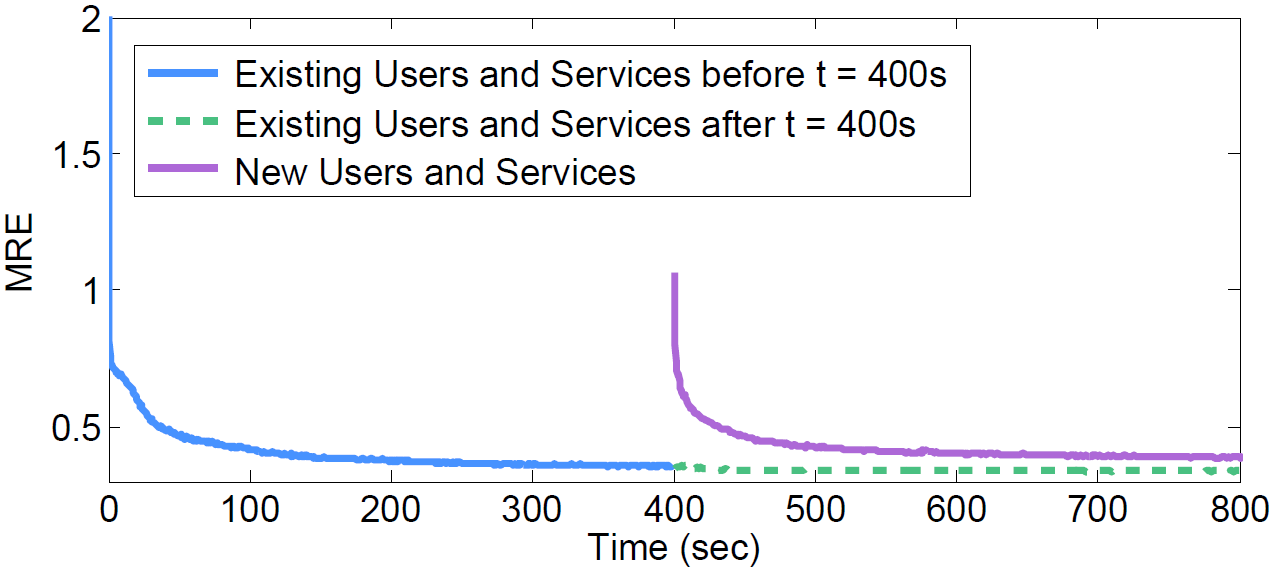 2
1.5
1
0.5
MRE
Existing Users and Services before t = 400s
Existing Users and Services after t = 400s
New Users and Services
0 100 200 300 400 500 600 700 800
Time (sec)